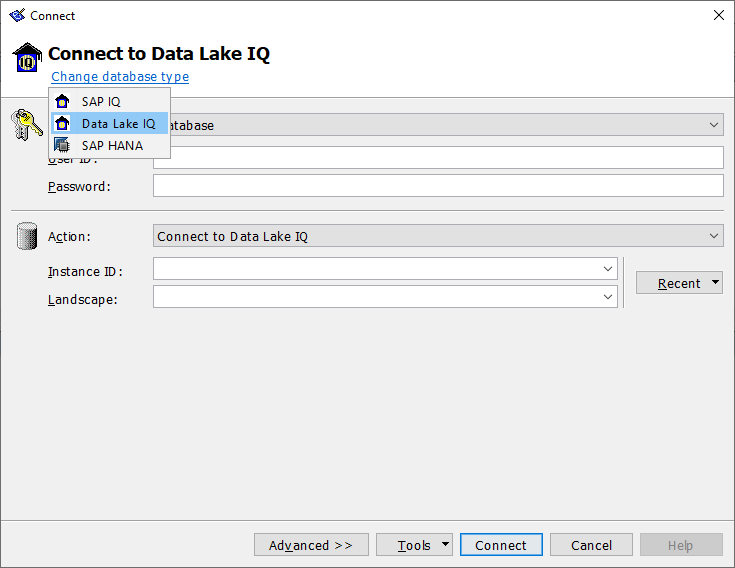 Connect
IQ
Connect to Data Lake IQ
Change database type
SAP IQ
Data Lake IQ
SAP HANA
User ID:
Password:
Action: Connect to Data Lake IQ
Instance ID:
Landscape:
Recent
Advanced >> Tools Connect Cancel Help